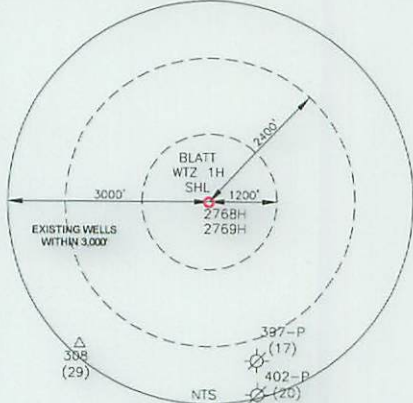 2400'
BLATT
WTZ 1H
SHL
3000'
1200'
2768H
2769H
EXISTING WELLS
WITHIN 3,000'
308
(29)
397-P
(17)
402-P
(20)
NTS